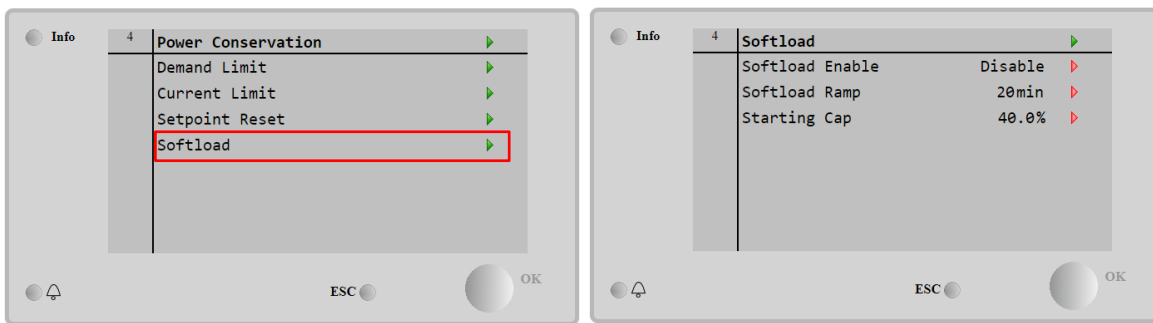 Info
4 Power Conservation
Demand Limit
Current Limit
Setpoint Reset
Softload
ESC
OK
Info
4 Softload
Softload Enable Disable
Softload Ramp 20min
Starting Cap 40.0%
ESC
OK